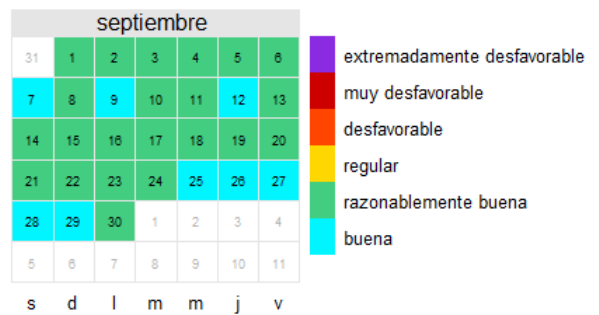 septiembre
31 1 2 3 4 5 6
7 8 9 10 11 12 13
14 15 16 17 18 19 20
21 22 23 24 25 26 27
28 29 30 1 2 3 4
5 6 7 8 9 10 11
s d l m m j v
extremadamente desfavorable
muy desfavorable
desfavorable
regular
razonablemente buena
buena